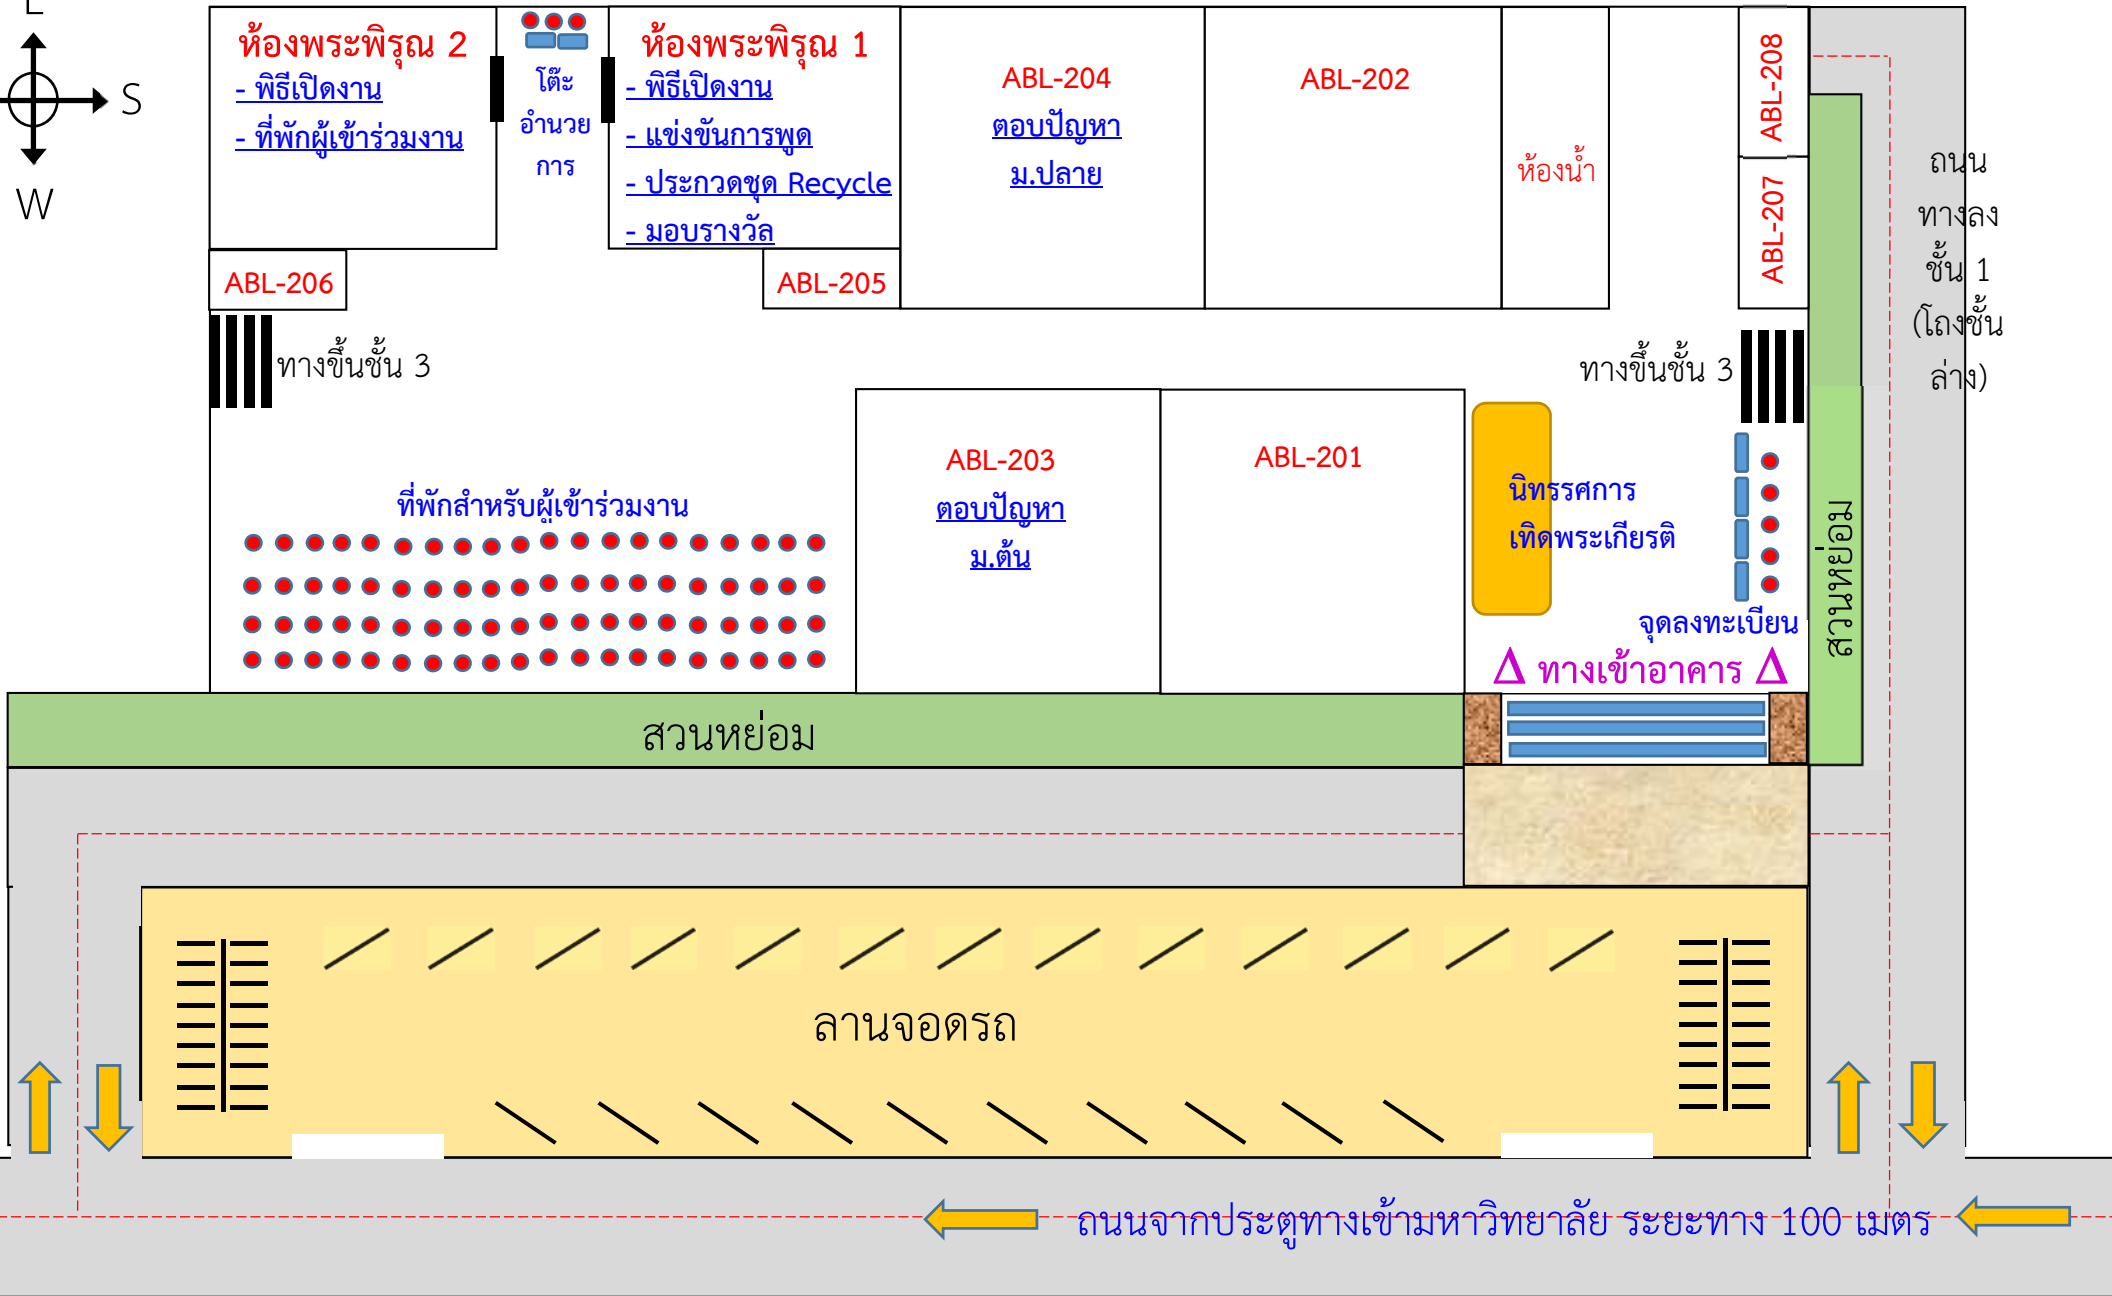 E
S
W
ห้องพระพิรุณ 2
- พิธีเปิดงาน
- ที่พักผู้เข้าร่วมงาน
โต๊ะ
อำนวย
การ
ห้องพระพิรุณ 1
- พิธีเปิดงาน
- แข่งขันการพูด
- ประกวดชุด Recycle
- มอบรางวัล
ABL-204
ตอบปัญหา
ม.ปลาย
ABL-202
ห้องน้ำ
ABL-208
ABL-207
ถนน
ทางลง
ชั้น 1
(โถงชั้น
ล่าง)
ABL-206
ABL-205
ทางขึ้นชั้น 3
ทางขึ้นชั้น 3
ที่พักสำหรับผู้เข้าร่วมงาน
ABL-203
ตอบปัญหา
ม.ต้น
ABL-201
นิทรรศการ
เทิดพระเกียรติ
จุดลงทะเบียน
Δ ทางเข้าอาคาร Δ
สวนหย่อม
สวนหย่อม
ลานจอดรถ
ถนนจากประตูทางเข้ามหาวิทยาลัย ระยะทาง 100 เมตร